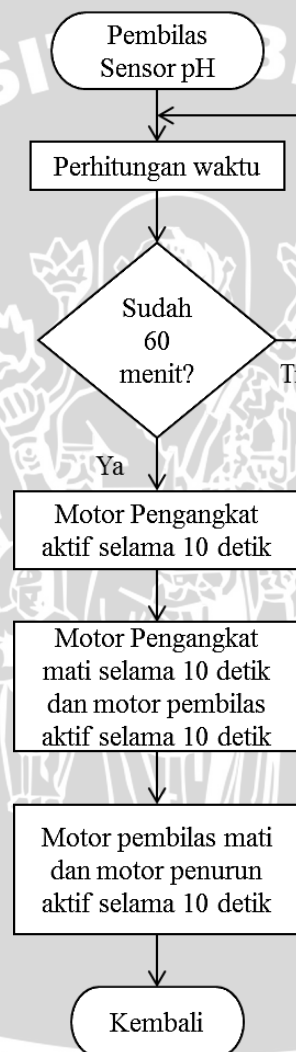 Pembilas
Sensor pH
Perhitungan waktu
Sudah
60
menit?
Ya
Motor Pengangkat
aktif selama 10 detik
Motor Pengangkat
mati selama 10 detik
dan motor pembilas
aktif selama 10 detik
Motor pembilas mati
dan motor penurun
aktif selama 10 detik
Kembali